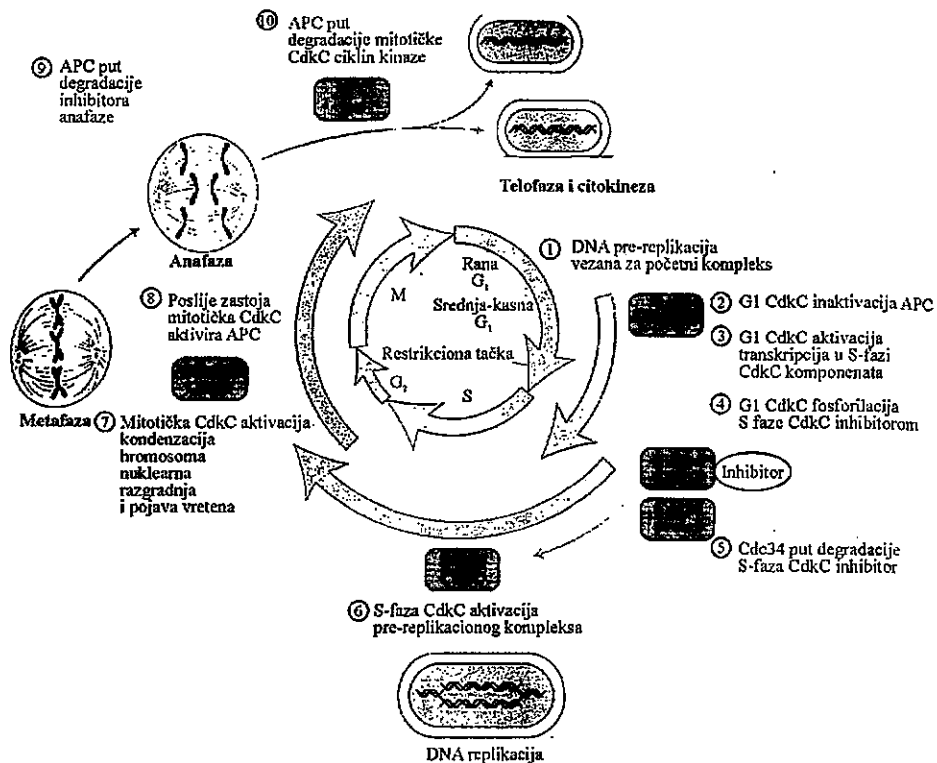 ⑩ APC put
degradacije mitotičke
CdkC ciklin kinaze
⑨ APC put
degradacije
inhibitora
anafaze
Telofaza i citokineza
Anafaza
① DNA pre-replikacija
vezana za početni kompleks
Rana
G₁
M
Srednja-kasna
G₁
Restrikciona tačka
G₂
S
② G1 CdkC inaktivacija APC
③ G1 CdkC aktivacija
transkripcija u S-fazi
CdkC komponenata
④ G1 CdkC fosforilacija
S faze CdkC inhibitorom
⑧ Poslije zastoja
mitotička CdkC
aktivira APC
Metafaza
⑦ Mitotička CdkC aktivacija
kondenzacija
hromosoma
nuklearna
razgradnja
i pojava vretena
Inhibitor
⑤ Cdc34 put degradacije
S-faza CdkC inhibitor
⑥ S-faza CdkC aktivacija
pre-replikacionog kompleksa
DNA replikacija